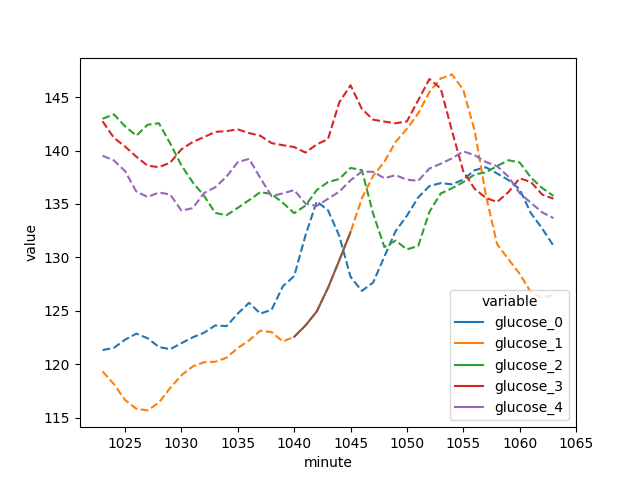 145
140
135
130
125
120
115
value
1025 1030 1035 1040 1045 1050 1055 1060 1065
minute
variable
glucose_0
glucose_1
glucose_2
glucose_3
glucose_4